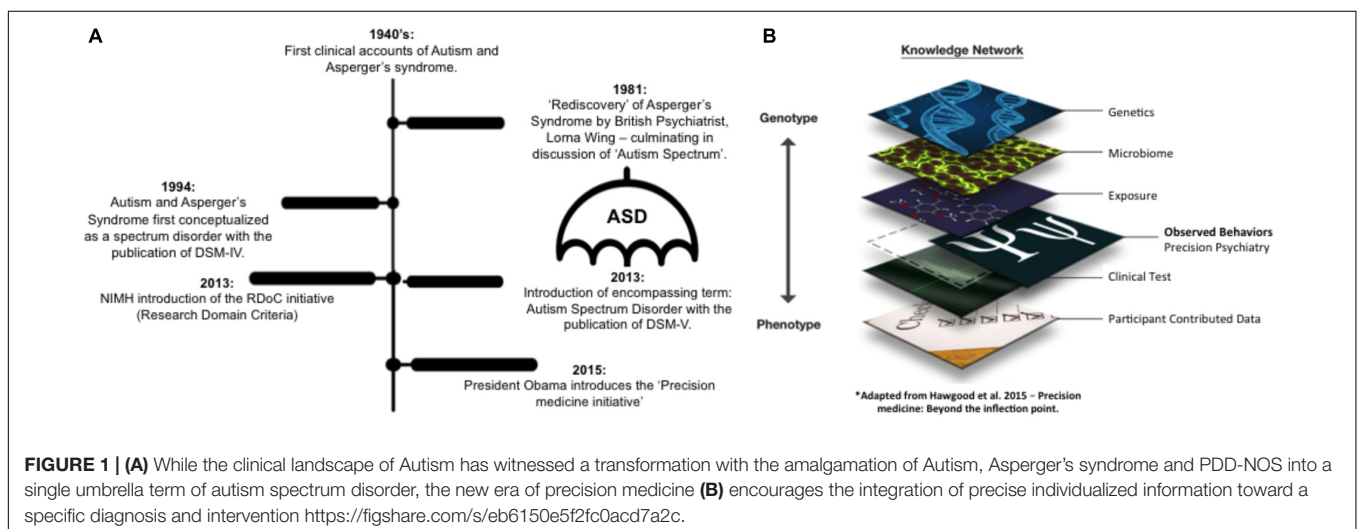 A
1940's:
First clinical accounts of Autism and
Asperger's syndrome.
1981:
'Rediscovery' of Asperger's
Syndrome by British Psychiatrist,
Lorna Wing – culminating in
discussion of 'Autism Spectrum'.
1994:
Autism and Asperger's
Syndrome first conceptualized
as a spectrum disorder with the
publication of DSM-IV.
ASD
2013:
NIMH introduction of the RDoC initiative
(Research Domain Criteria)
2013:
Introduction of encompassing term:
Autism Spectrum Disorder with the
publication of DSM-V.
2015:
President Obama introduces the 'Precision
medicine initiative'
B
Knowledge Network
Genotype
Phenotype
Genetics
Microbiome
Exposure
Ψ Ψ
Observed Behaviors
Precision Psychiatry
Clinical Test
Participant Contributed Data
*Adapted from Hawgood et al. 2015 – Precision
medicine: Beyond the inflection point.
FIGURE 1 | (A) While the clinical landscape of Autism has witnessed a transformation with the amalgamation of Autism, Asperger's syndrome and PDD-NOS into a
single umbrella term of autism spectrum disorder, the new era of precision medicine (B) encourages the integration of precise individualized information toward a
specific diagnosis and intervention https://figshare.com/s/eb6150e5f2fc0acd7a2c.